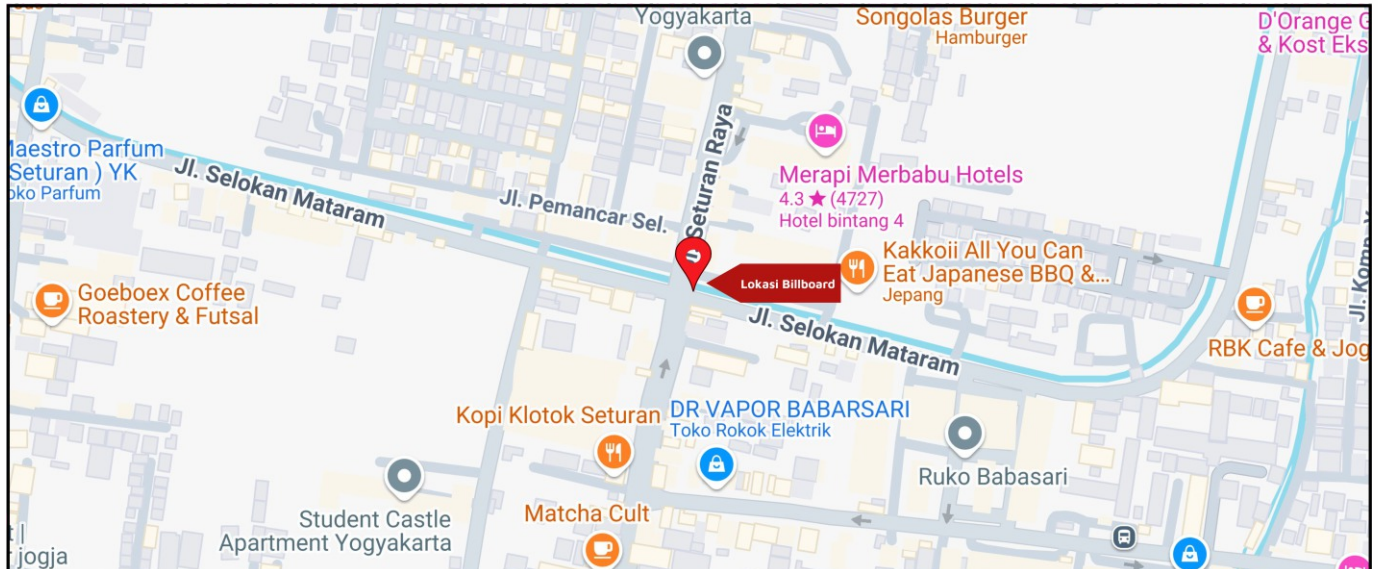 Yogyakarta
Songolas Burger
Hamburger
D'Orange
& Kost Eks
Maestro Parfum
Seturan ) YK
oko Parfum
Jl. Selokan Mataram
Jl. Pemancar Sel.
Seturan Raya
Merapi Merbabu Hotels
4.3 ★ (4727)
Hotel bintang 4
Lokasi Billboard
Kakkoii All You Can
Eat Japanese BBQ &...
Jepang
Goeboex Coffee
Roastery & Futsal
Jl. Selokan Mataram
RBK Cafe & Jog
Jl. Komp. Y
Kopi Klotok Seturan
DR VAPOR BABARSARI
Toko Rokok Elektrik
Ruko Babasari
Student Castle
Apartment Yogyakarta
Matcha Cult
jogja